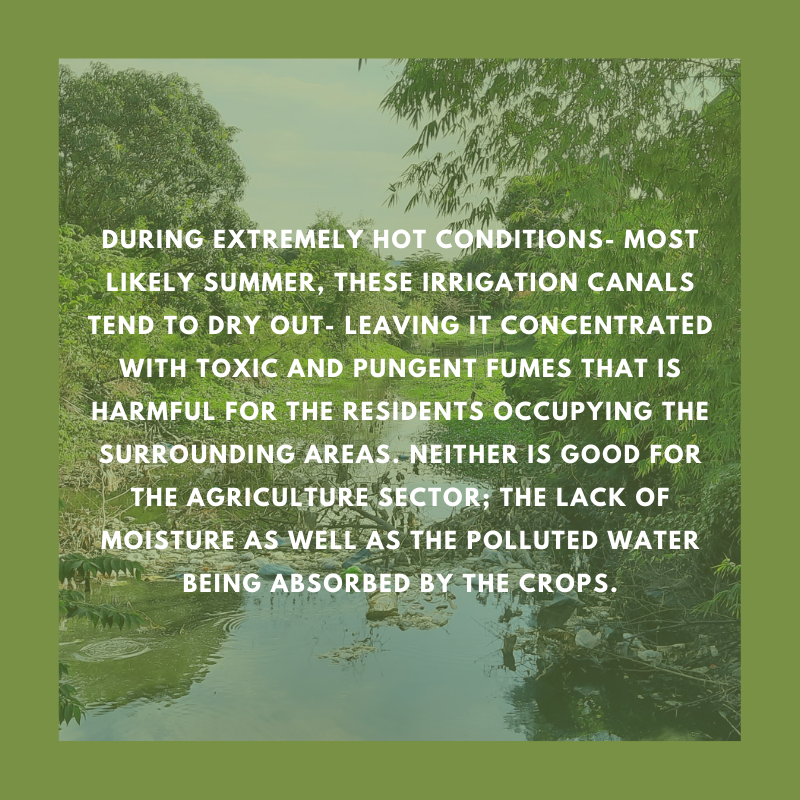 DURING EXTREMELY HOT CONDITIONS- MOST
LIKELY SUMMER, THESE IRRIGATION CANALS
TEND TO DRY OUT- LEAVING IT CONCENTRATED
WITH TOXIC AND PUNGENT FUMES THAT IS
HARMFUL FOR THE RESIDENTS OCCUPYING THE
SURROUNDING AREAS. NEITHER IS GOOD FOR
THE AGRICULTURE SECTOR; THE LACK OF
MOISTURE AS WELL AS THE POLLUTED WATER
BEING ABSORBED BY THE CROPS.